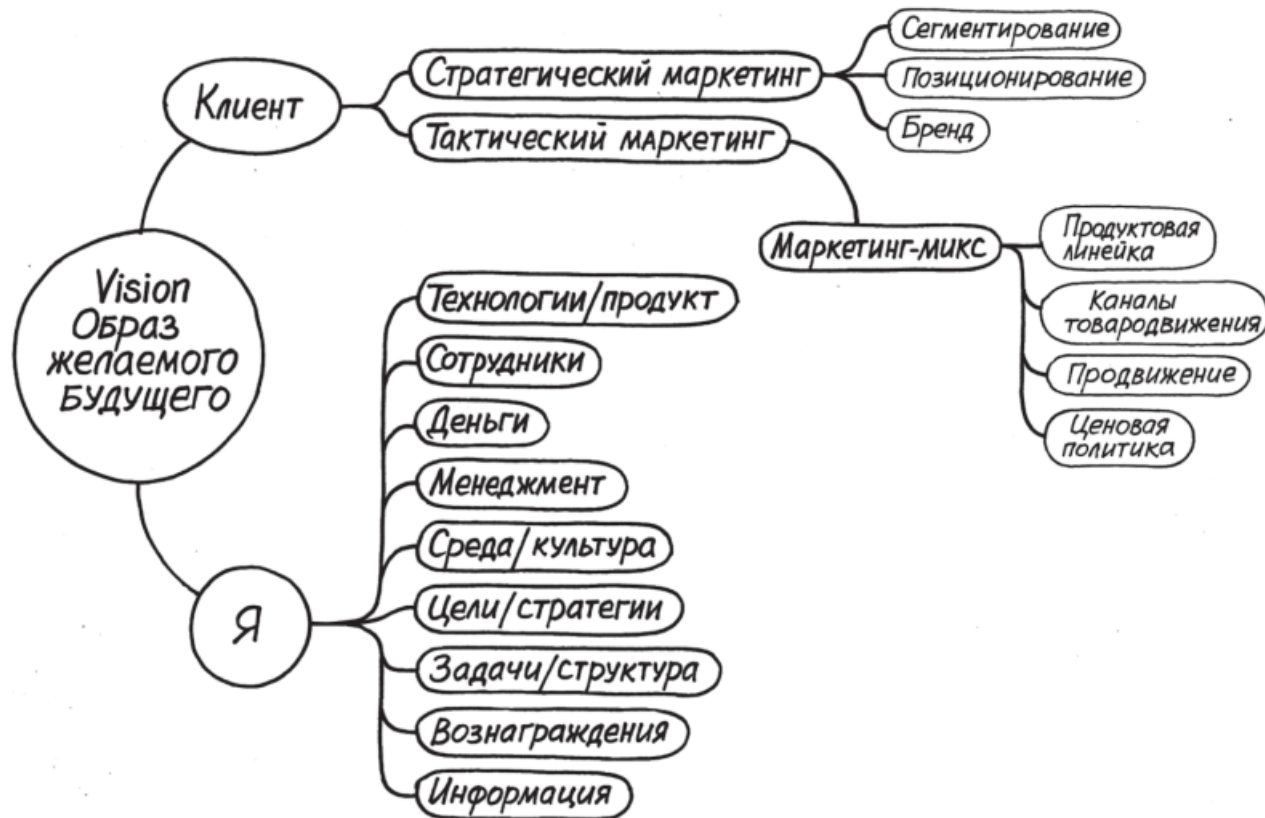 Клиент
Стратегический маркетинг
Тактический маркетинг
Сегментирование
Позиционирование
Бренд
Маркетинг-микс
Продуктовая
линейка
Каналы
товародвижения
Продвижение
Ценовая
политика
Vision
Образ
желаемого
будущего
Я
Технологии/продукт
Сотрудники
Деньги
Менеджмент
Среда/культура
Цели/стратегии
Задачи/структура
Вознаграждения
Информация